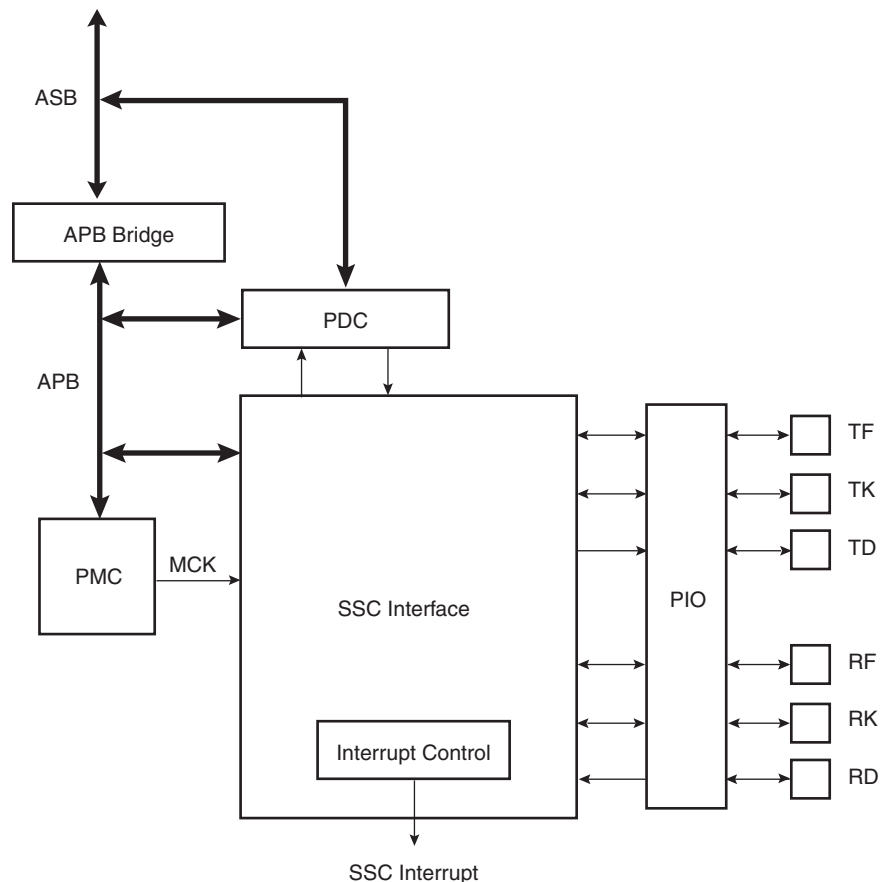 ASB
APB Bridge
PDC
APB
TF
TK
TD
PMC
MCK
SSC Interface
PIO
RF
RK
RD
Interrupt Control
SSC Interrupt